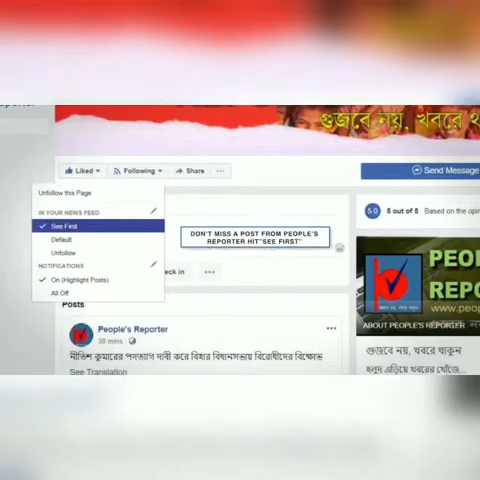 গুজবে নয়, খবরে
Liked
Following
Share
Send Message
Unfollow this Page
IN YOUR NEWS FEED
See First
Default
Unfollow
NOTIFICATIONS
On (Highlight Posts)
All Off
DON'T MISS A POST FROM PEOPLE'S
REPORTER HIT"SEE FIRST"
5.0
5 out of 5
Based on the
ABOUT PEOPLE'S REPORTER
গুজবে নয়, খবরে থাকুন
হলুদ এড়িয়ে খবরের খোঁজে...
Posts
People's Reporter
38 mins
নীতিশ কুমারের পদত্যাগ দাবী করে বিহার বিধানসভায় বিরোধীদের বিক্ষোভ
See Translation